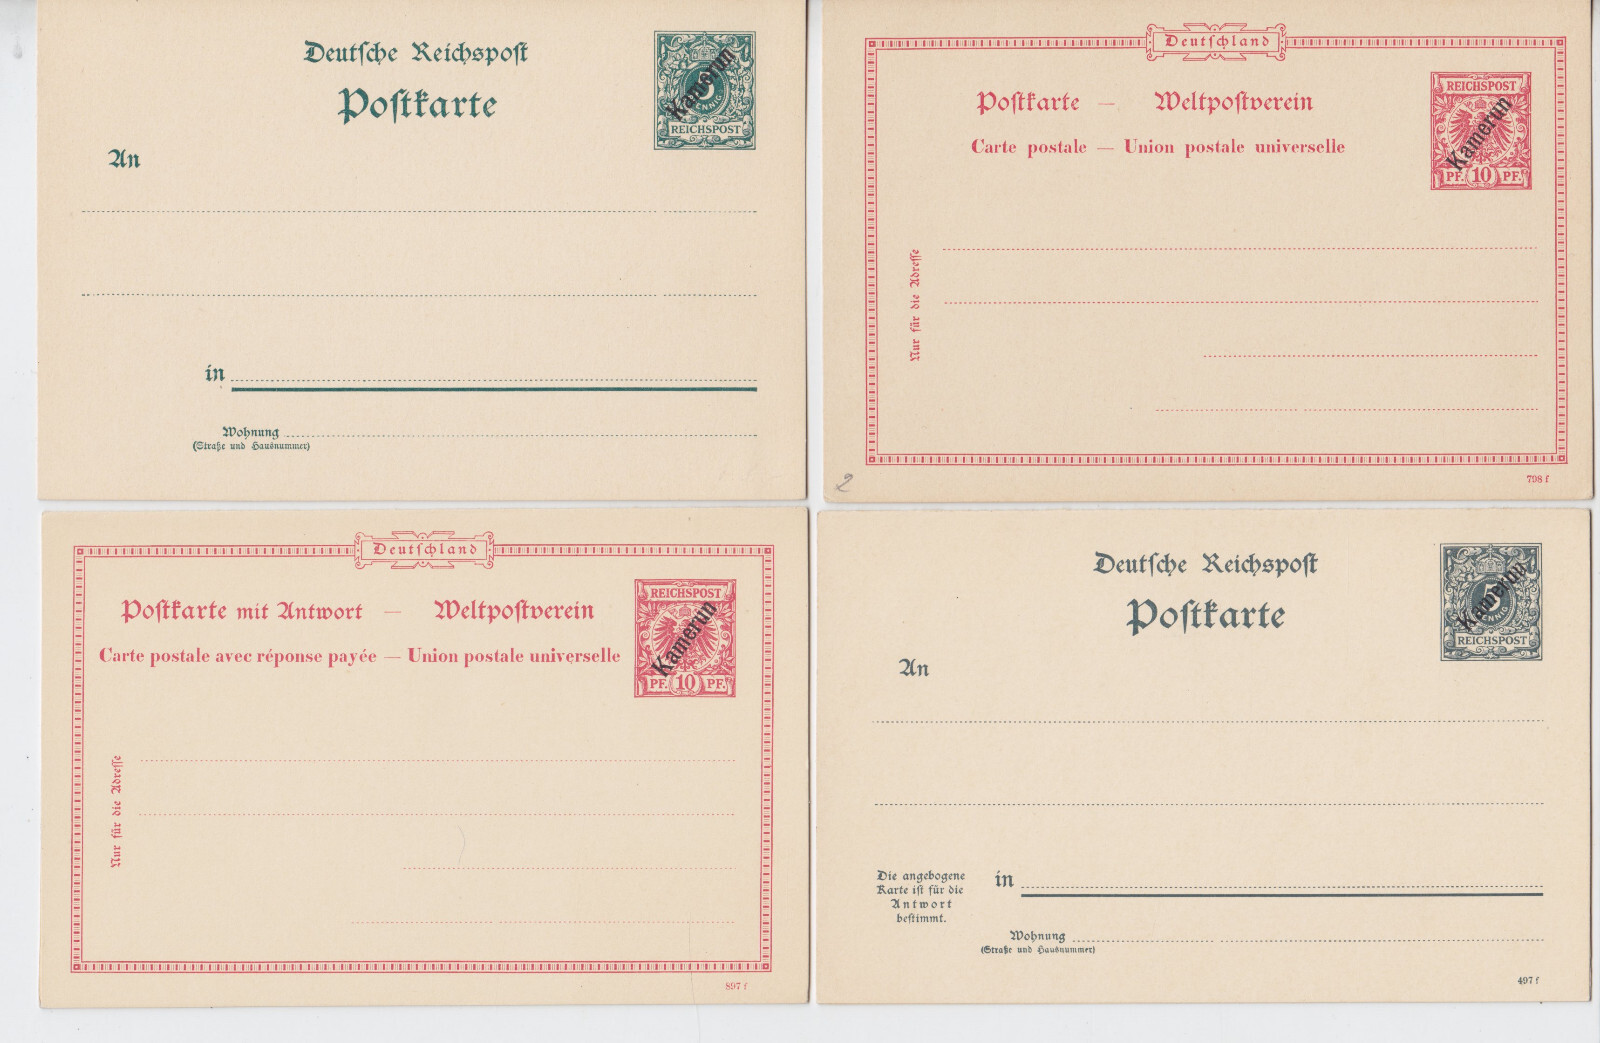 Deutsche Reichspost
Postkarte
Kamerun
PFENNIG
REICHSPOST
An
in
Wohnung
(Straße und Hausnummer)
Deutschland
Postkarte — Weltpostverein
Carte postale — Union postale universelle
REICHSPOST
Kamerun
PF. 10 PF.
Nur für die Adresse
2
798 f
Deutschland
Postkarte mit Antwort — Weltpostverein
Carte postale avec réponse payée — Union postale universelle
REICHSPOST
Kamerun
PF. 10 PF.
Nur für die Adresse
897 f
Deutsche Reichspost
Postkarte
Kamerun
REICHSPOST
An
Die angebogene
Karte ist für die
Antwort
bestimmt.
in
Wohnung
(Straße und Hausnummer)
497 f